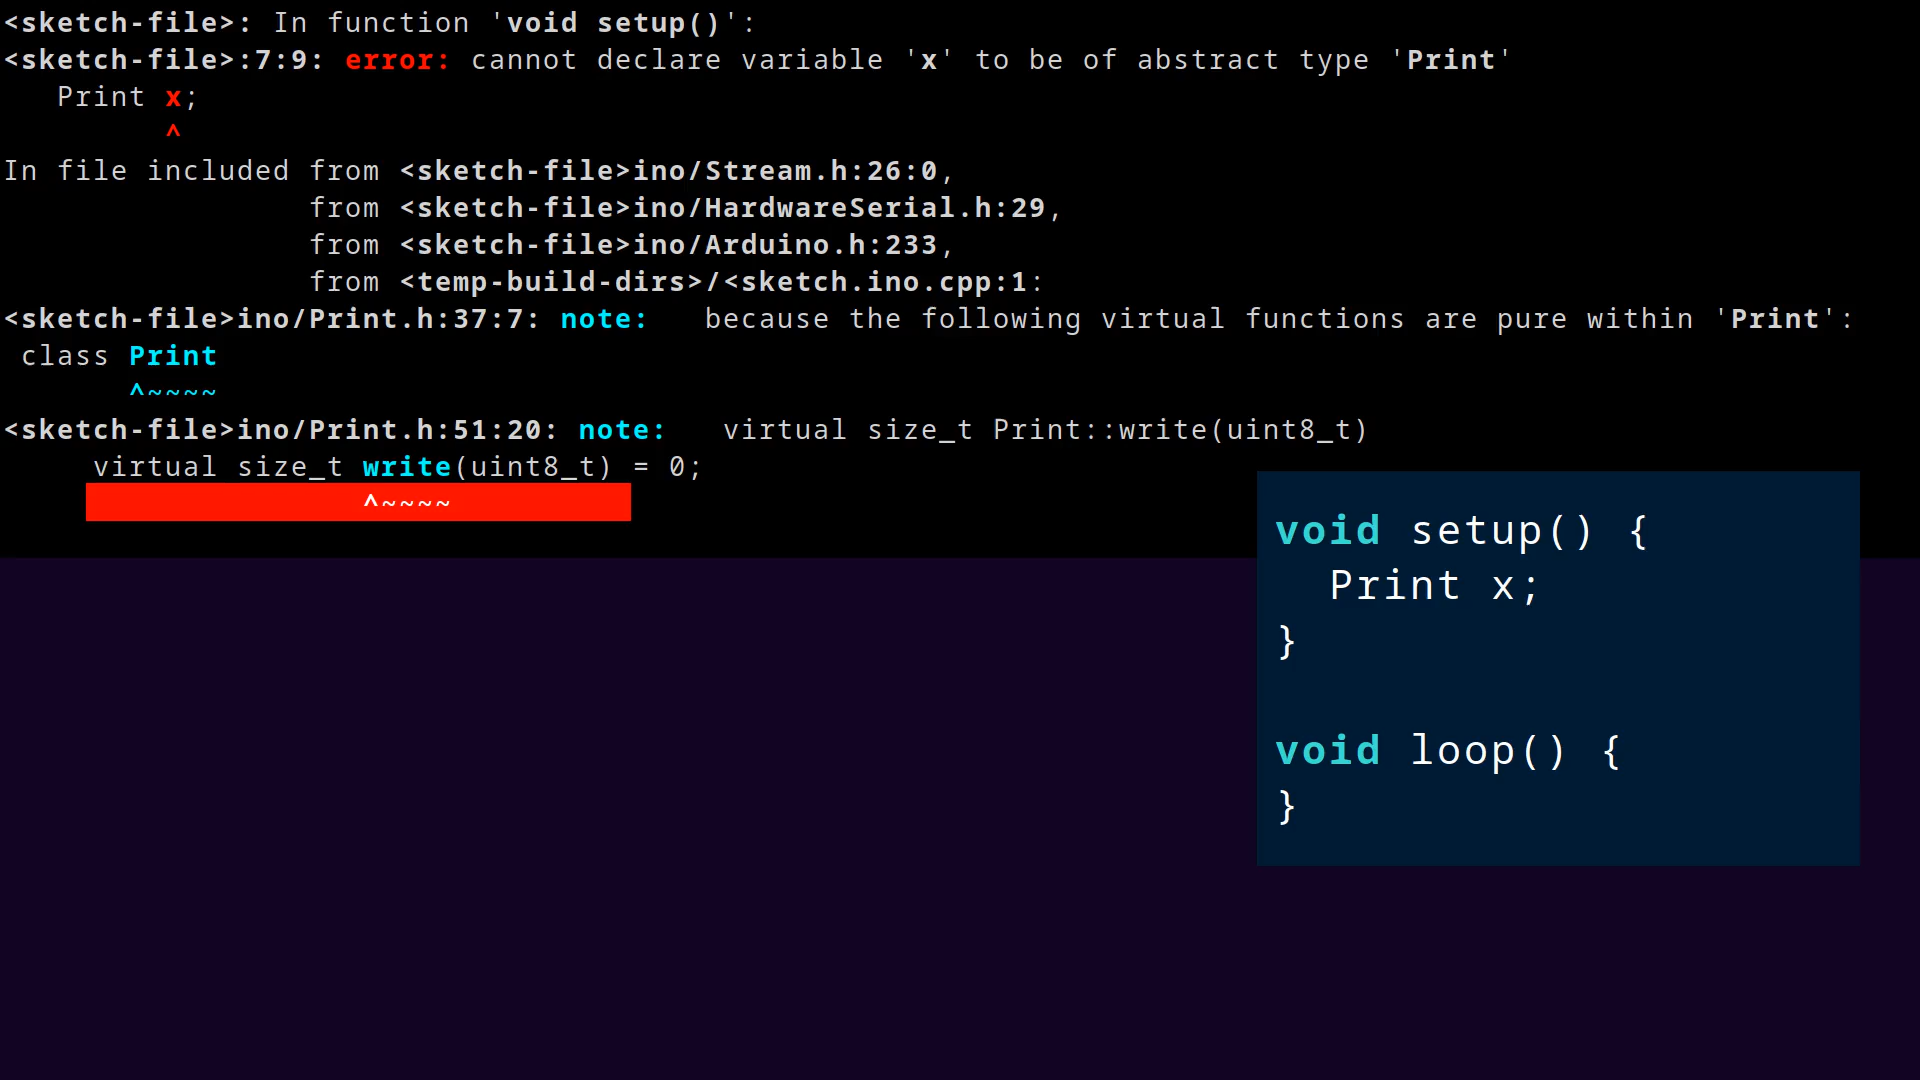 <sketch-file>: In function 'void setup()':
<sketch-file>:7:9: error: cannot declare variable 'x' to be of abstract type 'Print'
   Print x;
         ^
In file included from <sketch-file>ino/Stream.h:26:0,
                 from <sketch-file>ino/HardwareSerial.h:29,
                 from <sketch-file>ino/Arduino.h:233,
                 from <temp-build-dirs>/<sketch.ino.cpp:1:
<sketch-file>ino/Print.h:37:7: note:   because the following virtual functions are pure within 'Print':
 class Print
       ^~~~~
<sketch-file>ino/Print.h:51:20: note:   virtual size_t Print::write(uint8_t)
     virtual size_t write(uint8_t) = 0;
                    ^~~~~
void setup() {
  Print x;
}

void loop() {
}